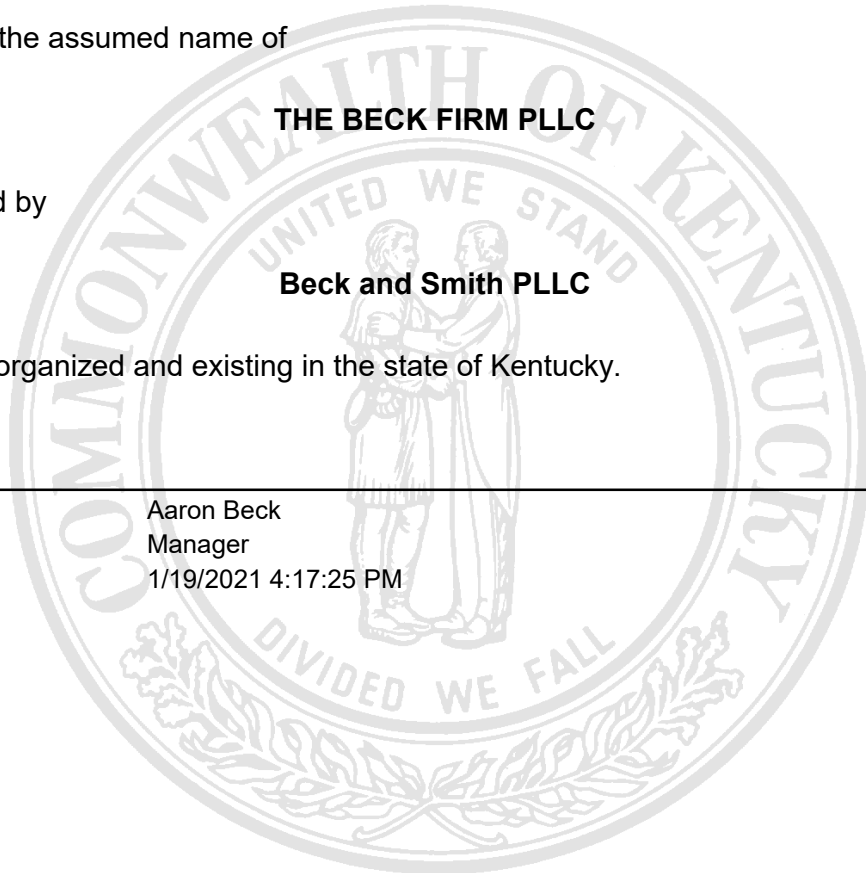 the assumed name of
THE BECK FIRM PLLC
d by
Beck and Smith PLLC
organized and existing in the state of Kentucky.
Aaron Beck
Manager
1/19/2021 4:17:25 PM
COMMONWEALTH OF KENTUCKY
UNITED WE STAND
DIVIDED WE FALL